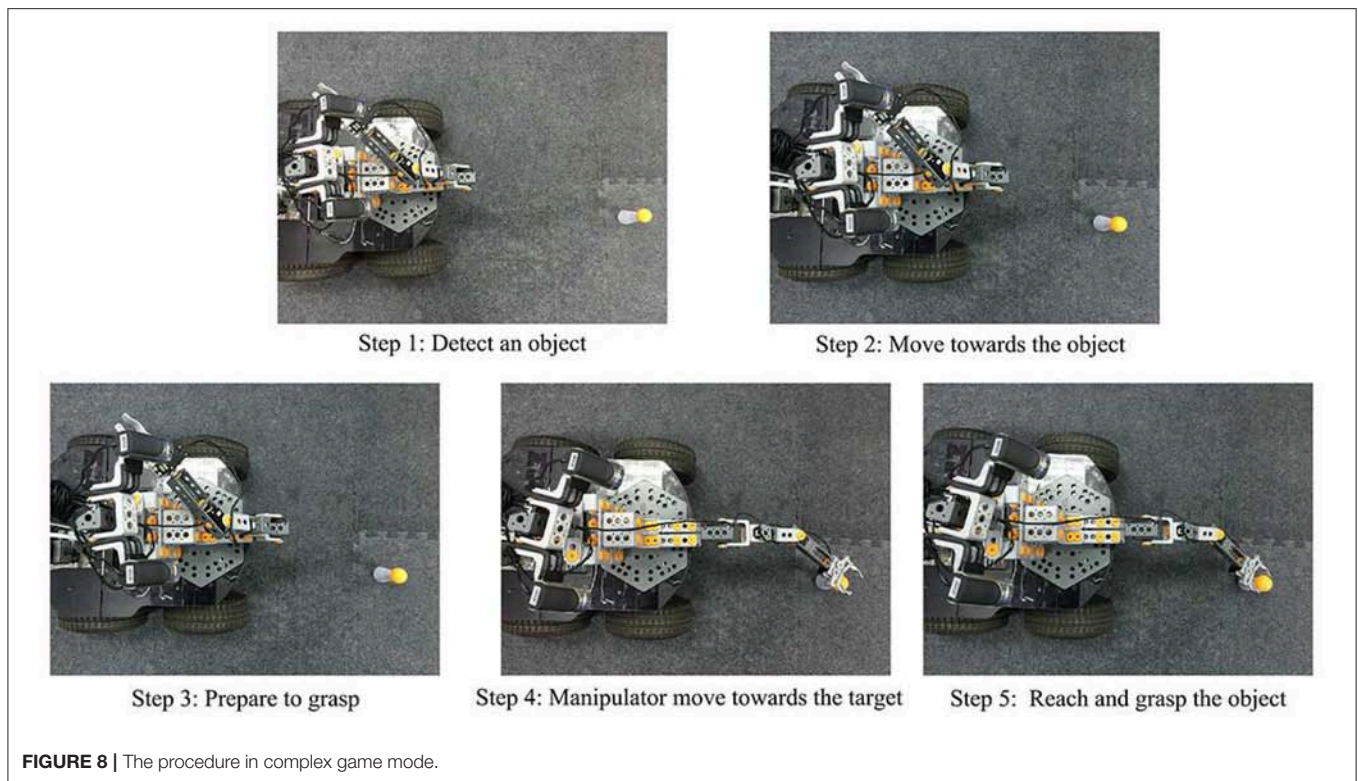 Step 1: Detect an object
Step 2: Move towards the object
Step 3: Prepare to grasp
Step 4: Manipulator move towards the target
Step 5: Reach and grasp the object
FIGURE 8 | The procedure in complex game mode.